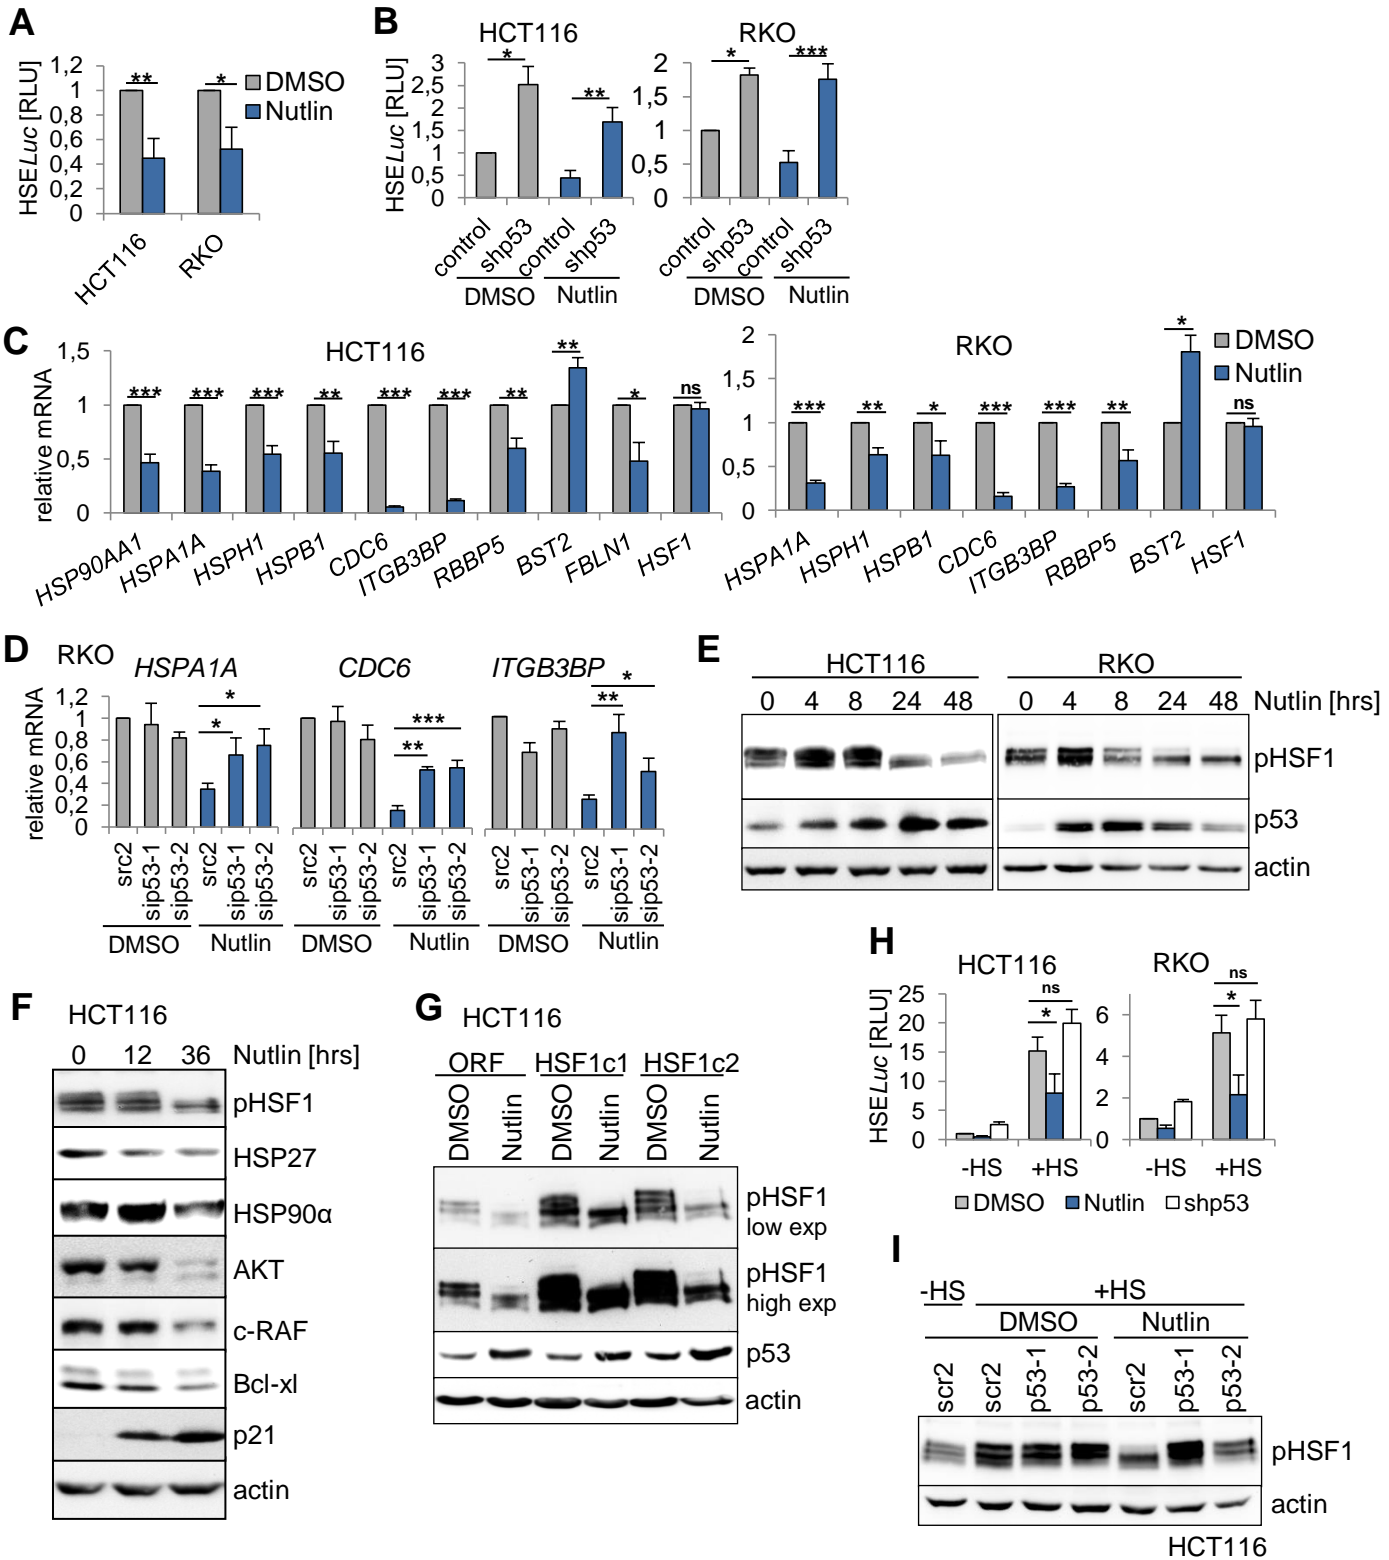 A
HSELuc [RLU]
1,2
1
0,8
0,6
0,4
0,2
0
** *
DMSO
Nutlin
HCT116 RKO
B
HCT116 RKO
HSELuc [RLU]
3
2,5
2
1,5
1
0,5
0
* **
2
1,5
1
0,5
0
* ***
control shp53 control shp53
DMSO Nutlin
control shp53 control shp53
DMSO Nutlin
C
HCT116
relative mRNA
1,5
1
0,5
0
*** *** *** ** *** *** ** ** * ns
HSP90AA1 HSPA1A HSPH1 HSPB1 CDC6 ITGB3BP RBBP5 BST2 FBLN1 HSF1
RKO
2
1,5
1
0,5
0
*** ** * *** *** ** * ns
DMSO
Nutlin
HSPA1A HSPH1 HSPB1 CDC6 ITGB3BP RBBP5 BST2 HSF1
D
RKO
HSPA1A CDC6 ITGB3BP
relative mRNA
1,2
1
0,8
0,6
0,4
0,2
0
* *
** ***
** *
src2 sip53-1 sip53-2 src2 sip53-1 sip53-2
DMSO Nutlin
src2 sip53-1 sip53-2 src2 sip53-1 sip53-2
DMSO Nutlin
src2 sip53-1 sip53-2 src2 sip53-1 sip53-2
DMSO Nutlin
E
HCT116 RKO
0 4 8 24 48 0 4 8 24 48 Nutlin [hrs]
pHSF1
p53
actin
F
HCT116
0 12 36 Nutlin [hrs]
pHSF1
HSP27
HSP90α
AKT
c-RAF
Bcl-xl
p21
actin
G
HCT116
ORF HSF1c1 HSF1c2
DMSO Nutlin DMSO Nutlin DMSO Nutlin
pHSF1
low exp
pHSF1
high exp
p53
actin
H
HCT116 RKO
HSELuc [RLU]
25
20
15
10
5
0
ns
*
6
4
2
0
ns
*
-HS +HS -HS +HS
DMSO Nutlin shp53
I
-HS +HS
DMSO Nutlin
scr2 scr2 p53-1 p53-2 scr2 p53-1 p53-2
pHSF1
actin
HCT116